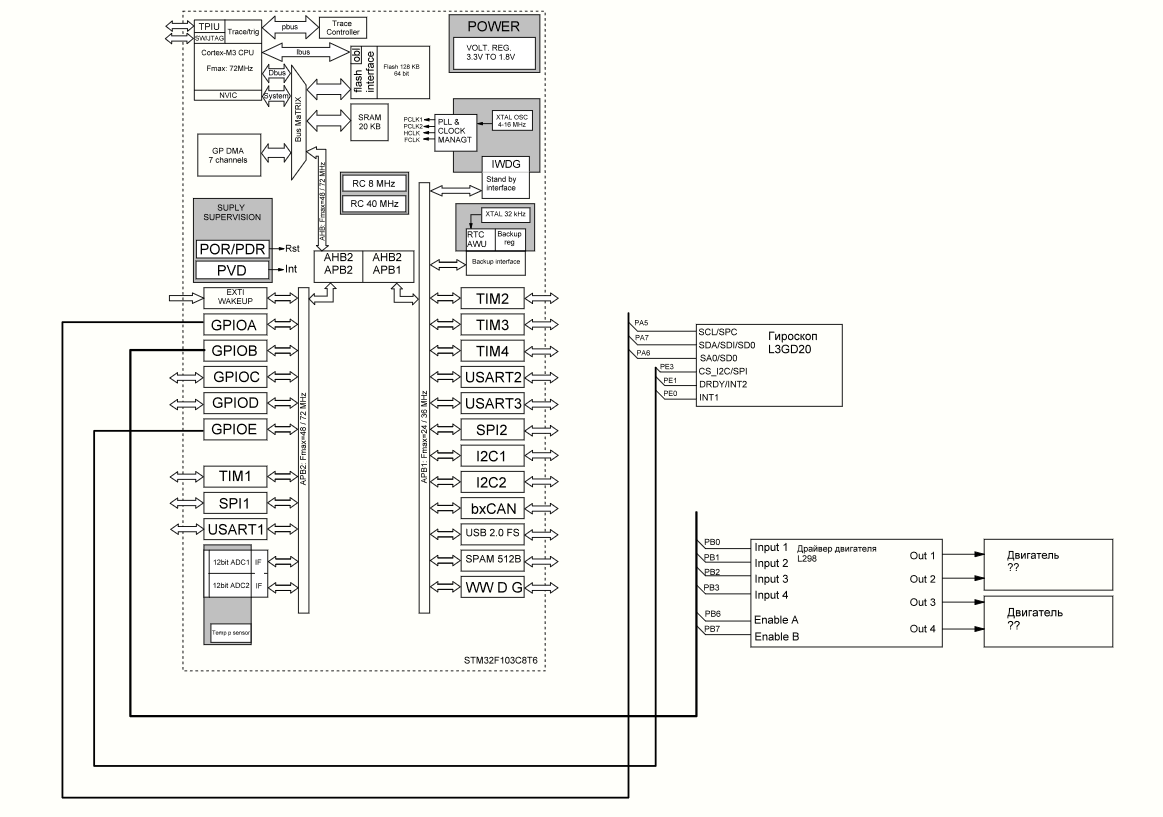 TPIU
SW/JTAG
Trace/trig
pbus
Trace
Controller
POWER
VOLT. REG.
3.3V TO 1.8V
Cortex-M3 CPU
Fmax: 72MHz
NVIC
Ibus
Dbus
System
obl
flash
interface
Flash 128 KB
64 bit
Bus MaTRIX
SRAM
20 KB
PCLK1
PCLK2
HCLK
FCLK
PLL &
CLOCK
MANAGT
XTAL OSC
4-16 MHz
GP DMA
7 channels
IWDG
Stand by
interface
AHB: Fmax=48 / 72 MHz
RC 8 MHz
RC 40 MHz
SUPLY
SUPERVISION
POR/PDR
Rst
PVD
Int
XTAL 32 kHz
RTC
AWU
Backup
reg
Backup interface
AHB2
APB2
AHB2
APB1
EXTI
WAKEUP
GPIOA
GPIOB
GPIOC
GPIOD
GPIOE
TIM1
SPI1
USART1
12bit ADC1
IF
12bit ADC2
IF
Temp p sensor
APB2: Fmax=48 / 72 MHz
APB1: Fmax=24 / 36 MHz
TIM2
TIM3
TIM4
USART2
USART3
SPI2
I2C1
I2C2
bxCAN
USB 2.0 FS
SPAM 512B
WW D G
STM32F103C8T6
PA5
PA7
PA6
PE3
PE1
PE0
SCL/SPC
SDA/SDI/SD0
SA0/SD0
CS_I2C/SPI
DRDY/INT2
INT1
Гироскоп
L3GD20
PB0
PB1
PB2
PB3
PB6
PB7
Input 1
Input 2
Input 3
Input 4
Enable A
Enable B
Драйвер двигателя
L298
Out 1
Out 2
Out 3
Out 4
Двигатель
??
Двигатель
??